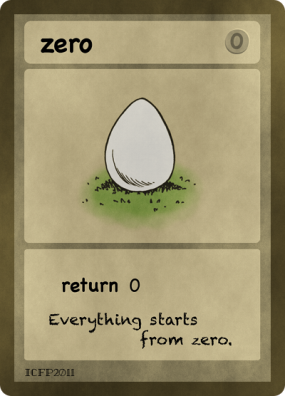 zero
0
return 0
Everything starts
from zero.
ICFP2011